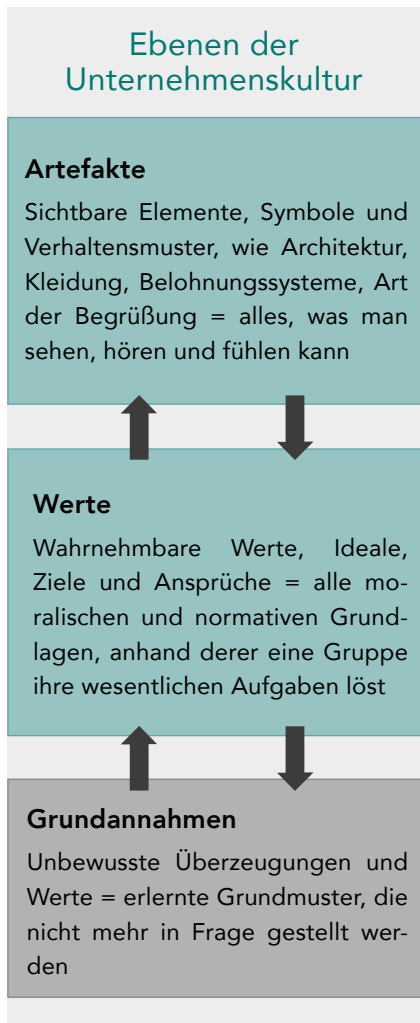 Ebenen der
Unternehmenskultur
Artefakte
Sichtbare Elemente, Symbole und
Verhaltensmuster, wie Architektur,
Kleidung, Belohnungssysteme, Art
der Begrüßung = alles, was man
sehen, hören und fühlen kann
Werte
Wahrnehmbare Werte, Ideale,
Ziele und Ansprüche = alle mo-
ralischen und normativen Grund-
lagen, anhand derer eine Gruppe
ihre wesentlichen Aufgaben löst
Grundannahmen
Unbewusste Überzeugungen und
Werte = erlernte Grundmuster, die
nicht mehr in Frage gestellt wer-
den